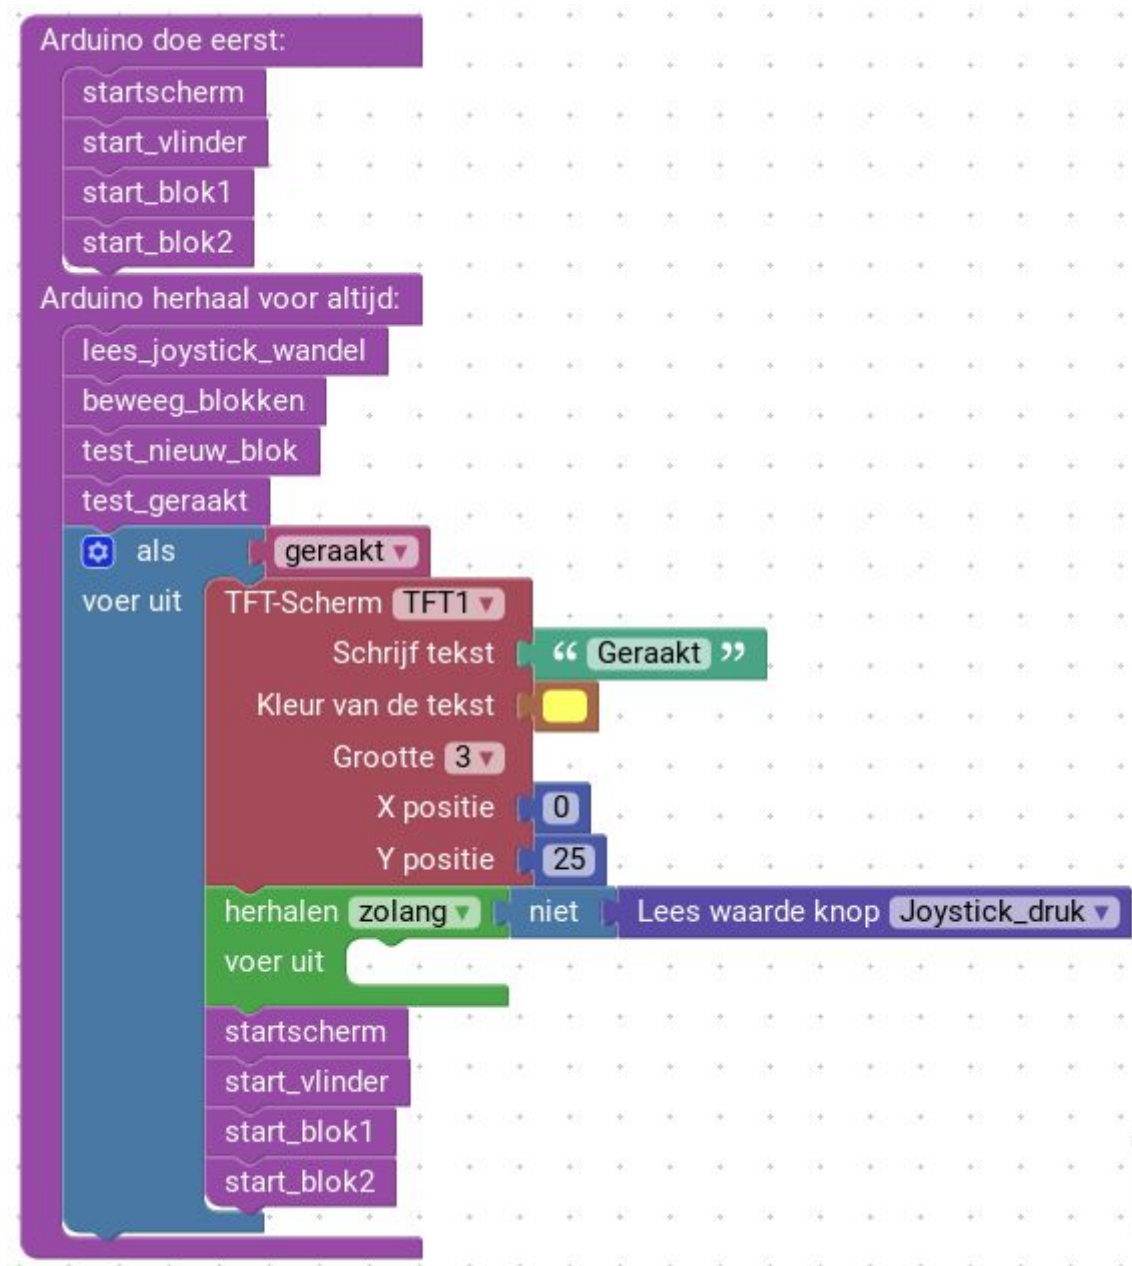 Arduino doe eerst:
startscherm
start_vlinder
start_blok1
start_blok2
Arduino herhaal voor altijd:
lees_joystick_wandel
beweeg_blokken
test_nieuw_blok
test_geraakt
als geraakt
voer uit TFT-Scherm TFT1
Schrijf tekst “ Geraakt ”
Kleur van de tekst
Grootte 3
X positie 0
Y positie 25
herhalen zolang niet Lees waarde knop Joystick_druk
voer uit
startscherm
start_vlinder
start_blok1
start_blok2